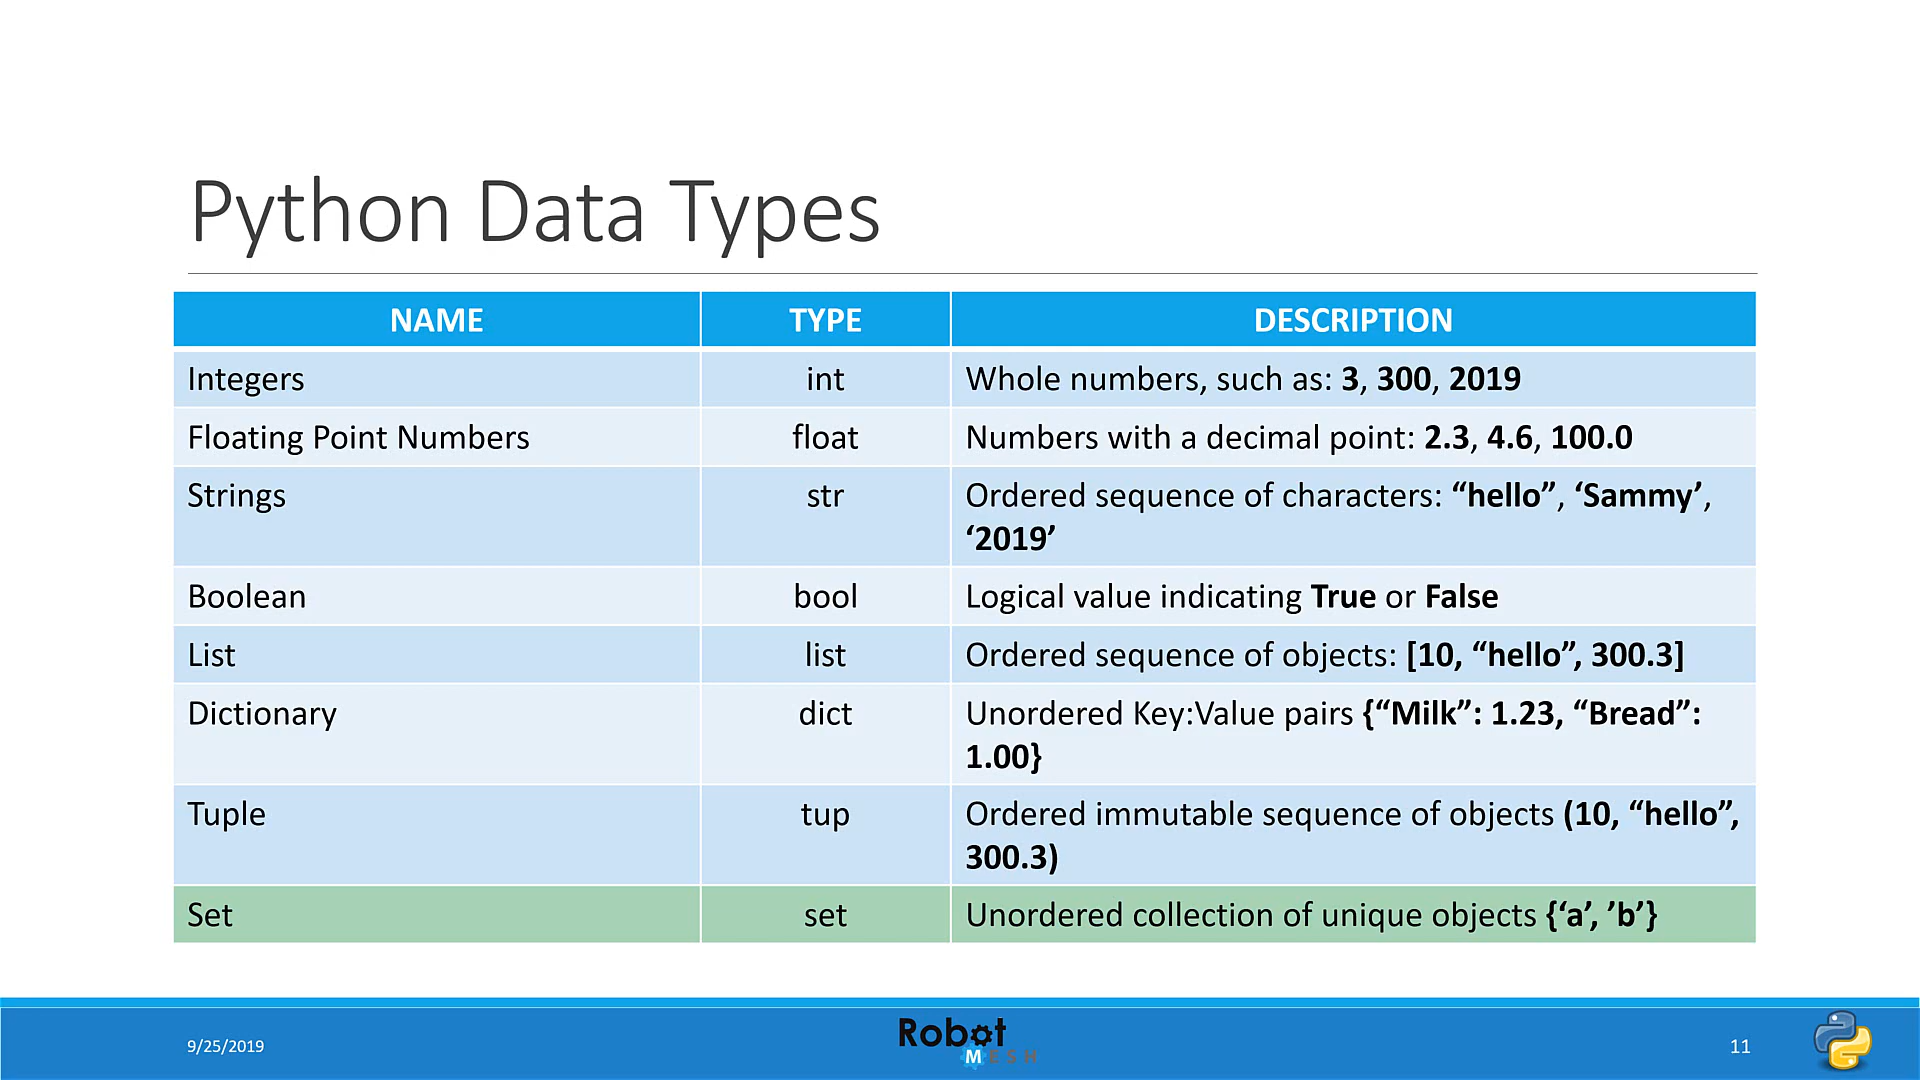 Python Data Types
NAME TYPE DESCRIPTION
Integers int Whole numbers, such as: 3, 300, 2019
Floating Point Numbers float Numbers with a decimal point: 2.3, 4.6, 100.0
Strings str Ordered sequence of characters: “hello”, ‘Sammy’,
‘2019’
Boolean bool Logical value indicating True or False
List list Ordered sequence of objects: [10, “hello”, 300.3]
Dictionary dict Unordered Key:Value pairs {“Milk”: 1.23, “Bread”:
1.00}
Tuple tup Ordered immutable sequence of objects (10, “hello”,
300.3)
Set set Unordered collection of unique objects {‘a’, ’b’}
9/25/2019
Robot
MESH
11